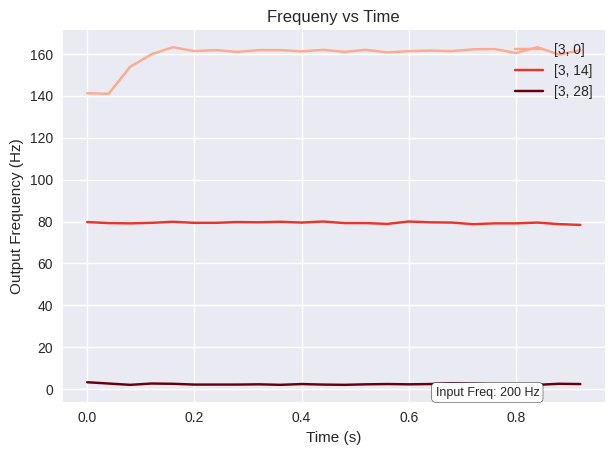 Frequeny vs Time
[3, 0]
[3, 14]
[3, 28]
Output Frequency (Hz)
160
140
120
100
80
60
40
20
0
Input Freq: 200 Hz
0.0 0.2 0.4 0.6 0.8
Time (s)